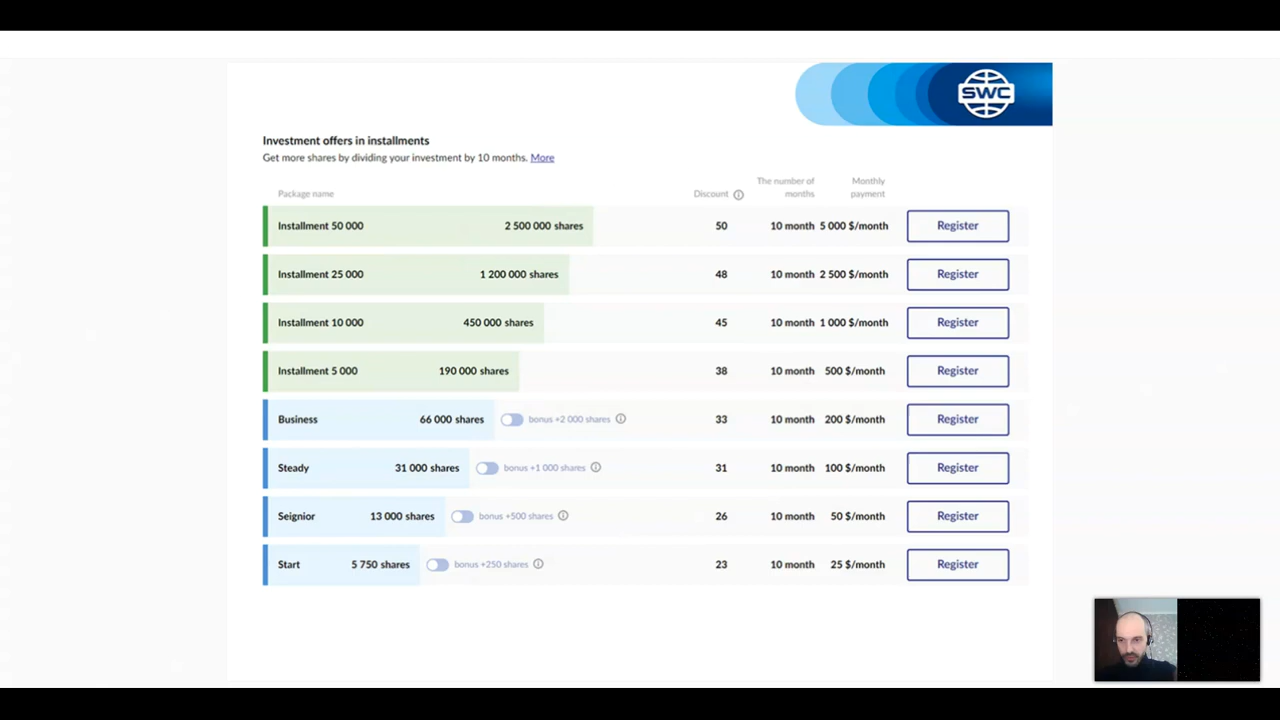 SWC
Investment offers in installments
Get more shares by dividing your investment by 10 months. More
Package name Discount The number of months Monthly payment
Installment 50 000 2 500 000 shares 50 10 month 5 000 $/month Register
Installment 25 000 1 200 000 shares 48 10 month 2 500 $/month Register
Installment 10 000 450 000 shares 45 10 month 1 000 $/month Register
Installment 5 000 190 000 shares 38 10 month 500 $/month Register
Business 66 000 shares bonus +2 000 shares 33 10 month 200 $/month Register
Steady 31 000 shares bonus +1 000 shares 31 10 month 100 $/month Register
Seignior 13 000 shares bonus +500 shares 26 10 month 50 $/month Register
Start 5 750 shares bonus +250 shares 23 10 month 25 $/month Register